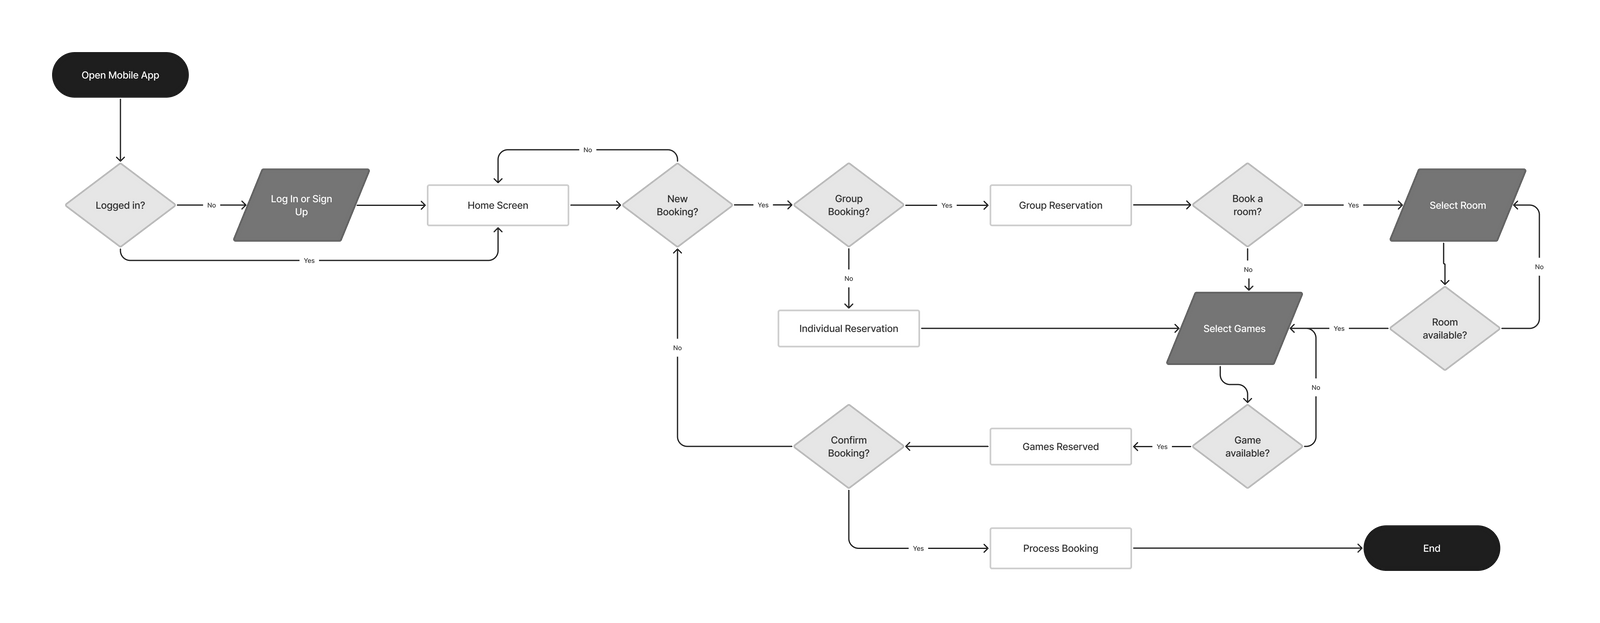 Open Mobile App
No
Logged in?
No
Log In or Sign
Up
Home Screen
New
Booking?
Yes
Group
Booking?
Yes
Group Reservation
Book a
room?
Yes
Select Room
Yes
No
No
No
Individual Reservation
Select Games
Yes
Room
available?
No
No
Confirm
Booking?
Games Reserved
Yes
Game
available?
Yes
Process Booking
End